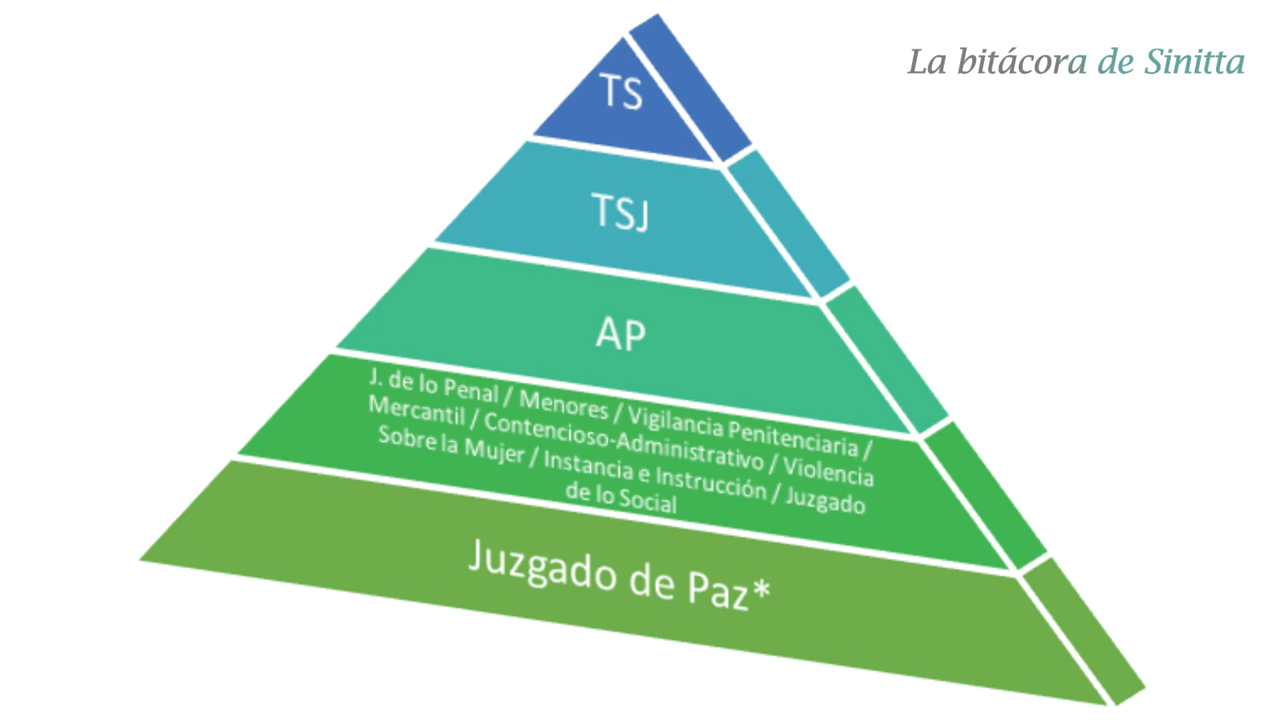 La bitácora de Sinitta
TS
TSJ
AP
J. de lo Penal / Menores / Vigilancia Penitenciaria /
Mercantil / Contencioso-Administrativo / Violencia
Sobre la Mujer / Instancia e Instrucción / Juzgado
de lo Social
Juzgado de Paz*